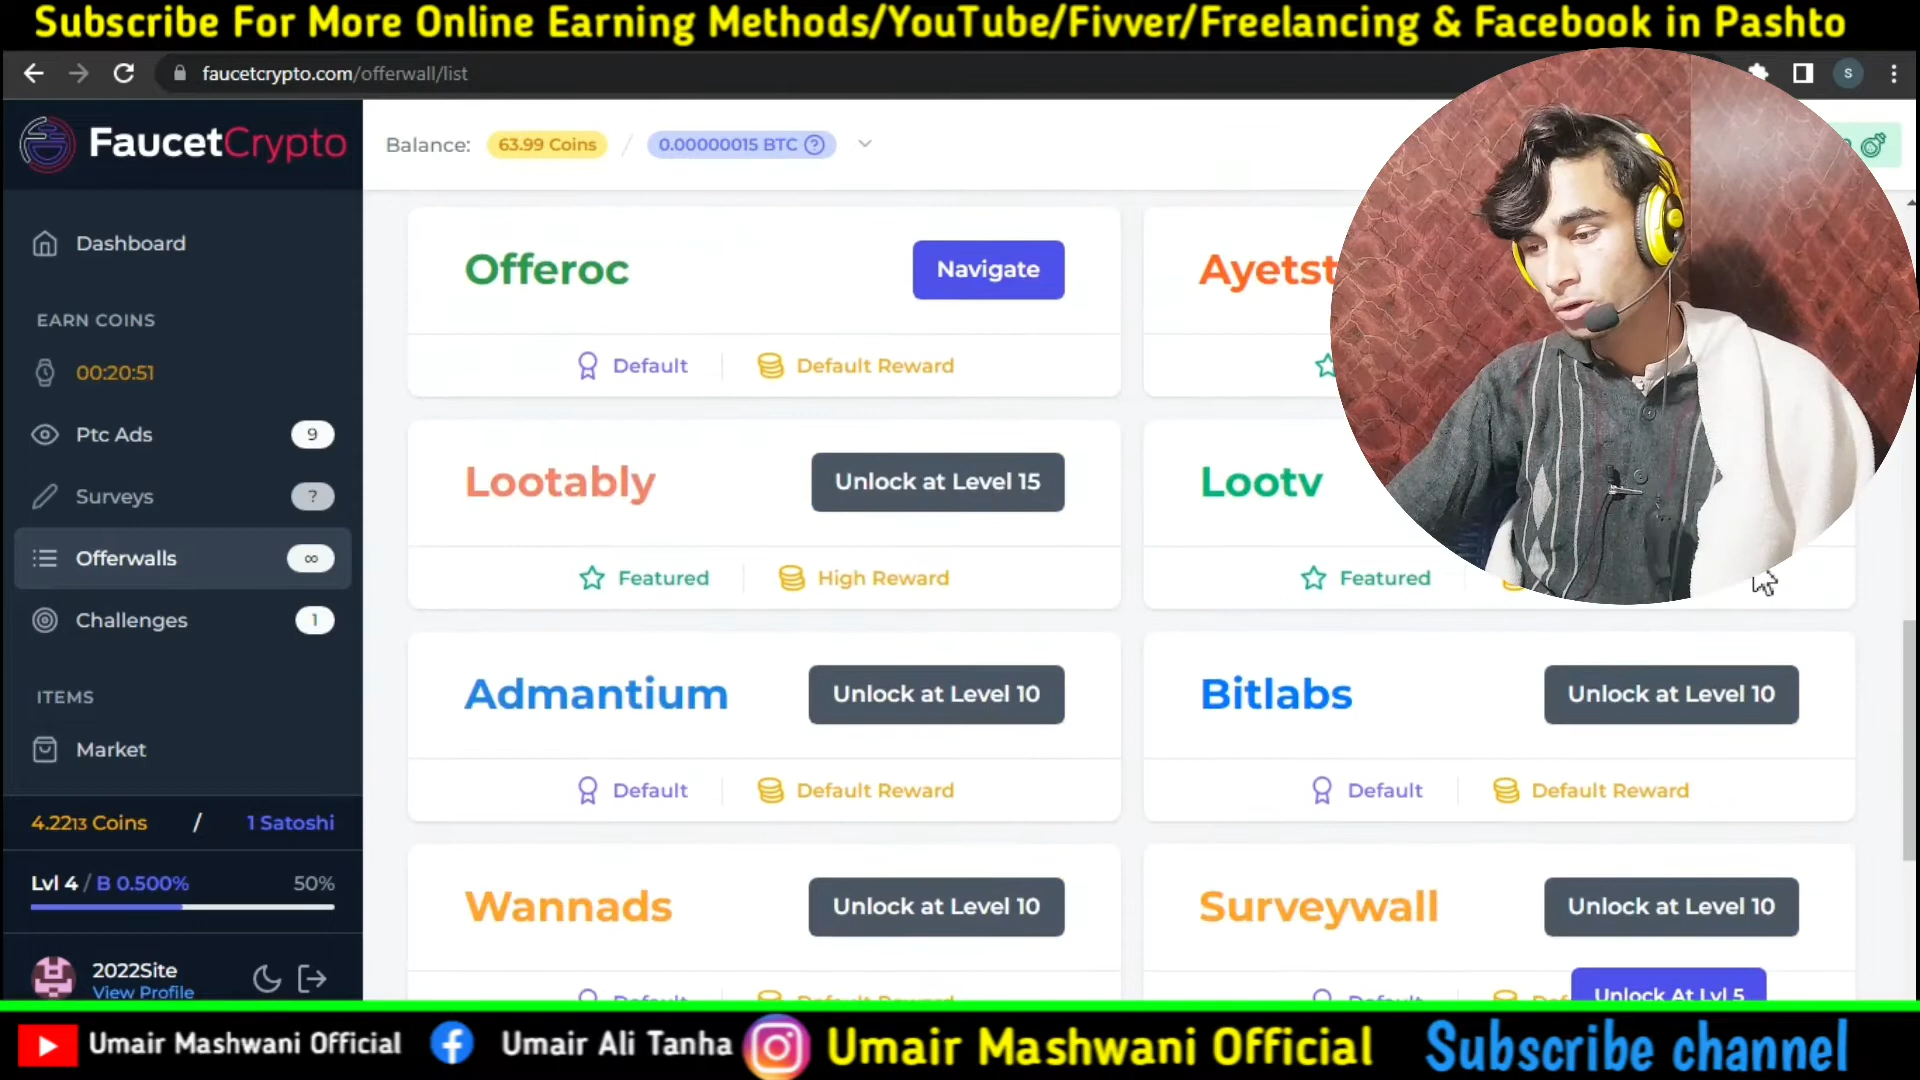 Subscribe For More Online Earning Methods/YouTube/Fivver/Freelancing & Facebook in Pashto
faucetcrypto.com/offerwall/list
S
FaucetCrypto
Balance: 63.99 Coins / 0.00000015 BTC
Dashboard
EARN COINS
00:20:51
Ptc Ads 9
Surveys ?
Offerwalls ∞
Challenges 1
ITEMS
Market
4.2213 Coins / 1 Satoshi
Lvl 4 / B 0.500% 50%
2022Site
View Profile
Offeroc Navigate
Default Default Reward
Ayetst
Lootably Unlock at Level 15
Featured High Reward
Lootv
Featured
Admantium Unlock at Level 10
Default Default Reward
Bitlabs Unlock at Level 10
Default Default Reward
Wannads Unlock at Level 10
Default Default Reward
Surveywall Unlock at Level 10
Default
Unlock At Lvl 5
Umair Mashwani Official Umair Ali Tanha Umair Mashwani Official Subscribe channel